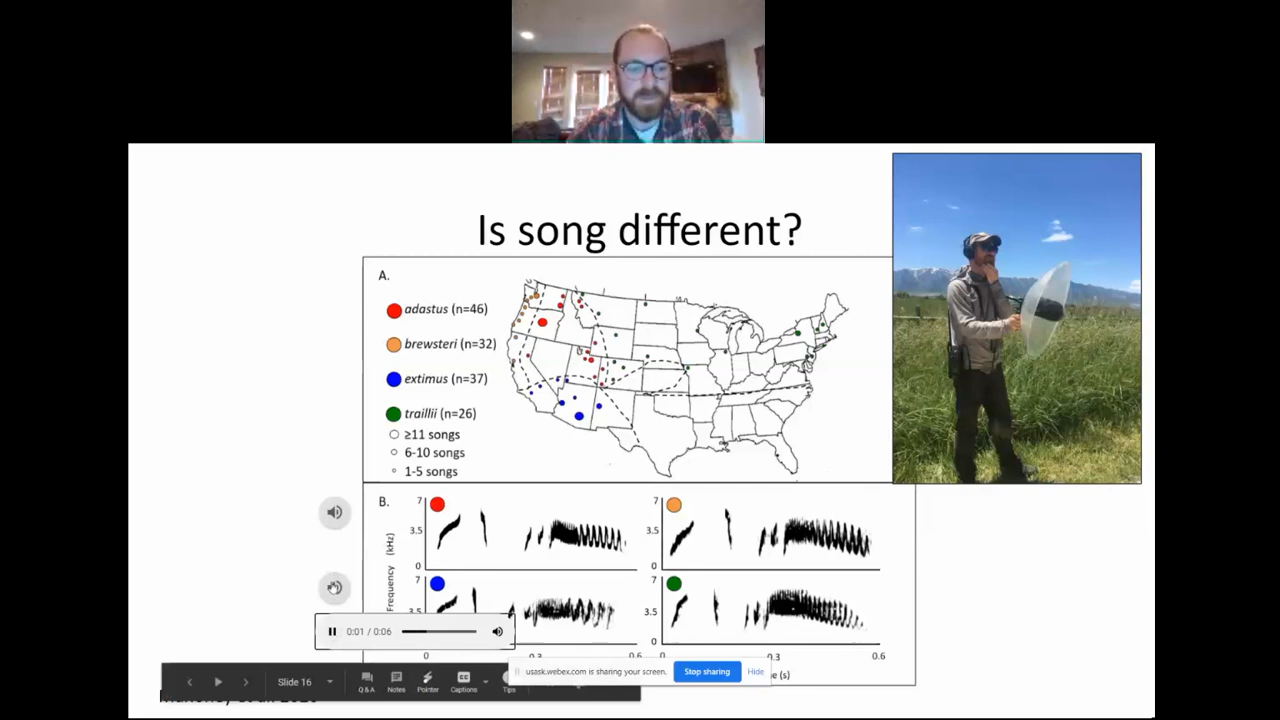 Is song different?
A.
adastus (n=46)
brewsteri (n=32)
extimus (n=37)
traillii (n=26)
≥11 songs
6-10 songs
1-5 songs
B.
Frequency (kHz)
7
3.5
0
7
3.5
0
7
3.5
7
3.5
0
0
0.3
0.6
0
0.3
0.6
(s)
0:01 / 0:06
usask.webex.com is sharing your screen.
Stop sharing
Hide
Slide 16
Q & A
Notes
Pointer
Captions
Tips